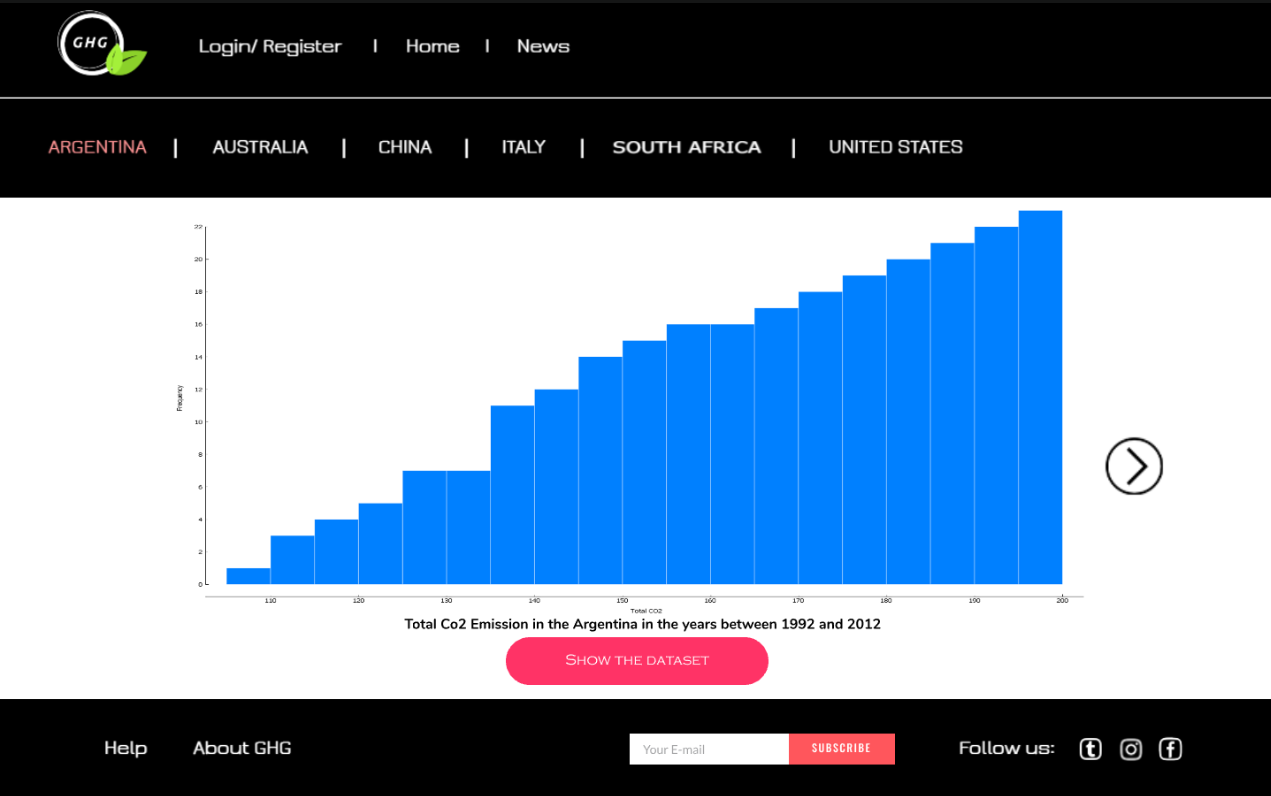 GHG
Login/ Register | Home | News
ARGENTINA | AUSTRALIA | CHINA | ITALY | SOUTH AFRICA | UNITED STATES
22
20
18
16
14
12
10
8
6
4
2
0
Frequency
110 120 130 140 150 160 170 180 190 200
Total CO2
Total Co2 Emission in the Argentina in the years between 1992 and 2012
SHOW THE DATASET
Help About GHG Your E-mail SUBSCRIBE Follow us: